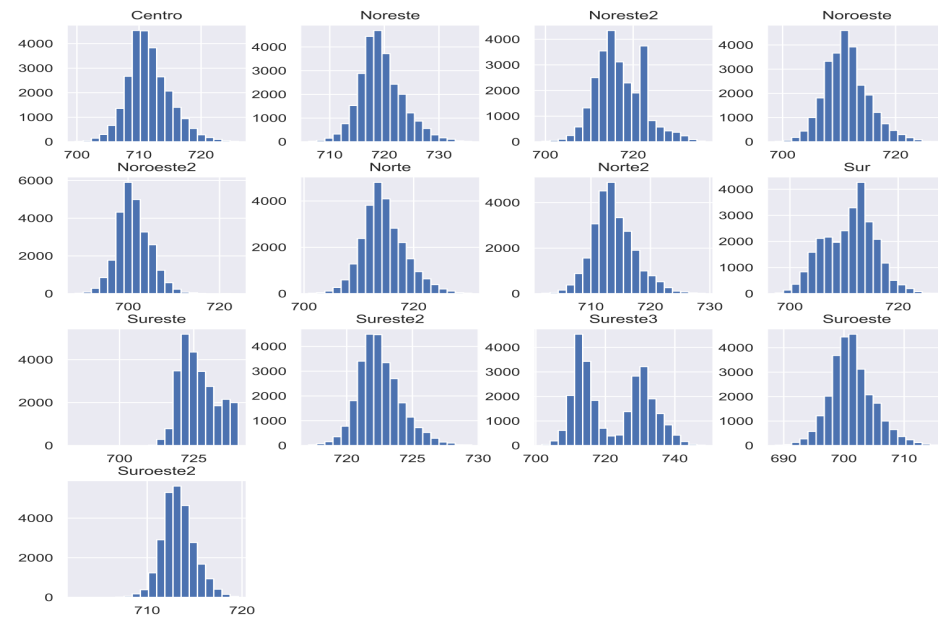 Centro Noreste Noreste2 Noroeste
4000 3000 2000 1000 0 700 710 720
4000 3000 2000 1000 0 710 720 730
4000 3000 2000 1000 0 700 720
4000 3000 2000 1000 0 700 720
Noroeste2 Norte Norte2 Sur
6000 4000 2000 0 700 720
4000 2000 0 700 720
4000 2000 0 710 720 730
4000 3000 2000 1000 0 700 720
Sureste Sureste2 Sureste3 Suroeste
4000 2000 0 700 725
4000 3000 2000 1000 0 720 725 730
4000 3000 2000 1000 0 700 720 740
4000 3000 2000 1000 0 690 700 710
Suroeste2
4000 2000 0 710 720